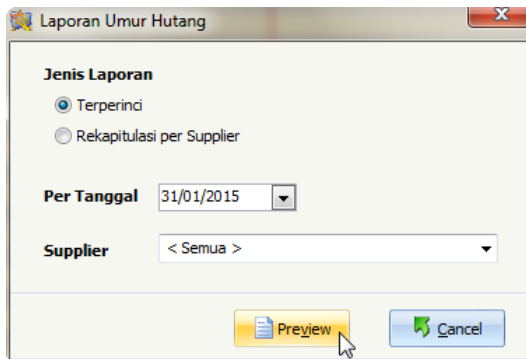 Laporan Umur Hutang
Jenis Laporan
Terperinci
Rekapitulasi per Supplier
Per Tanggal 31/01/2015
Supplier < Semua >
Preview Cancel